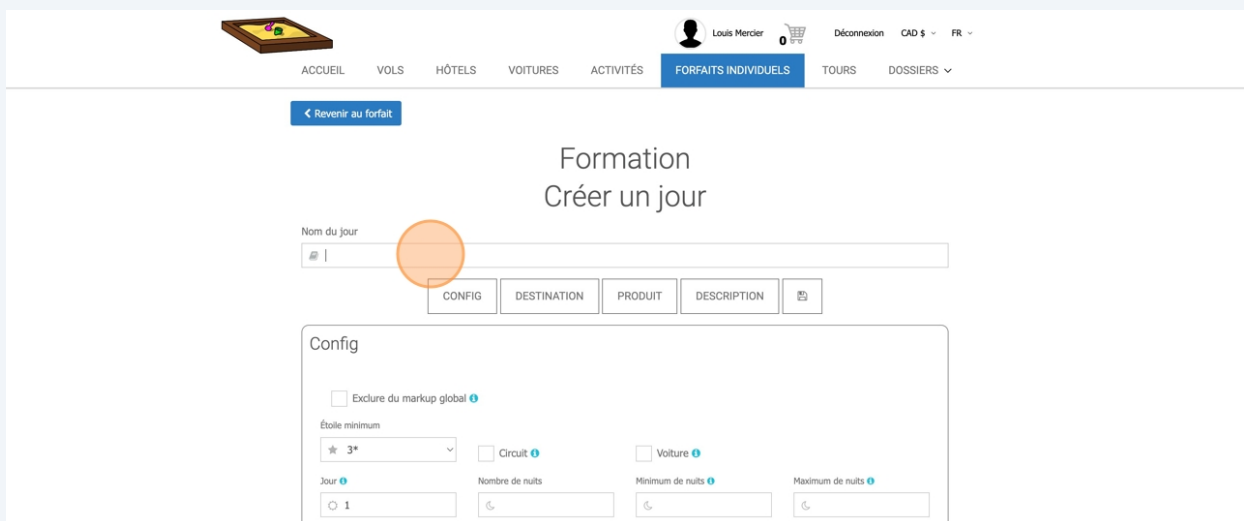 Louis Mercier 0 Déconnexion CAD $ FR
ACCUEIL VOLS HÔTELS VOITURES ACTIVITÉS FORFAITS INDIVIDUELS TOURS DOSSIERS
Revenir au forfait
Formation
Créer un jour
Nom du jour
CONFIG DESTINATION PRODUIT DESCRIPTION
Config
Exclure du markup global
Étoile minimum
3* Circuit Voiture
Jour Nombre de nuits Minimum de nuits Maximum de nuits
1